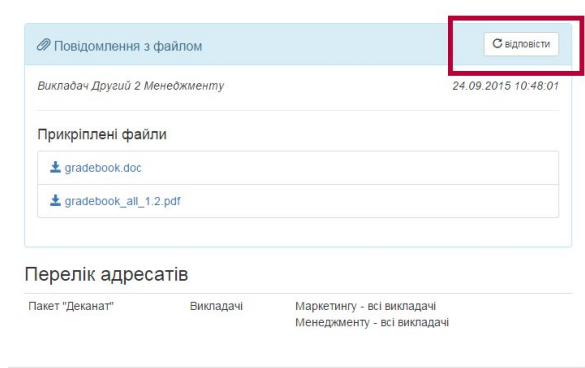 Повідомлення з файлом
відповісти
Викладач Другий 2 Менеджменту 24.09.2015 10:48:01
Прикріплені файли
gradebook.doc
gradebook_all_1.2.pdf
Перелік адресатів
Пакет "Деканат" Викладачі Маркетингу - всі викладачі
Менеджменту - всі викладачі